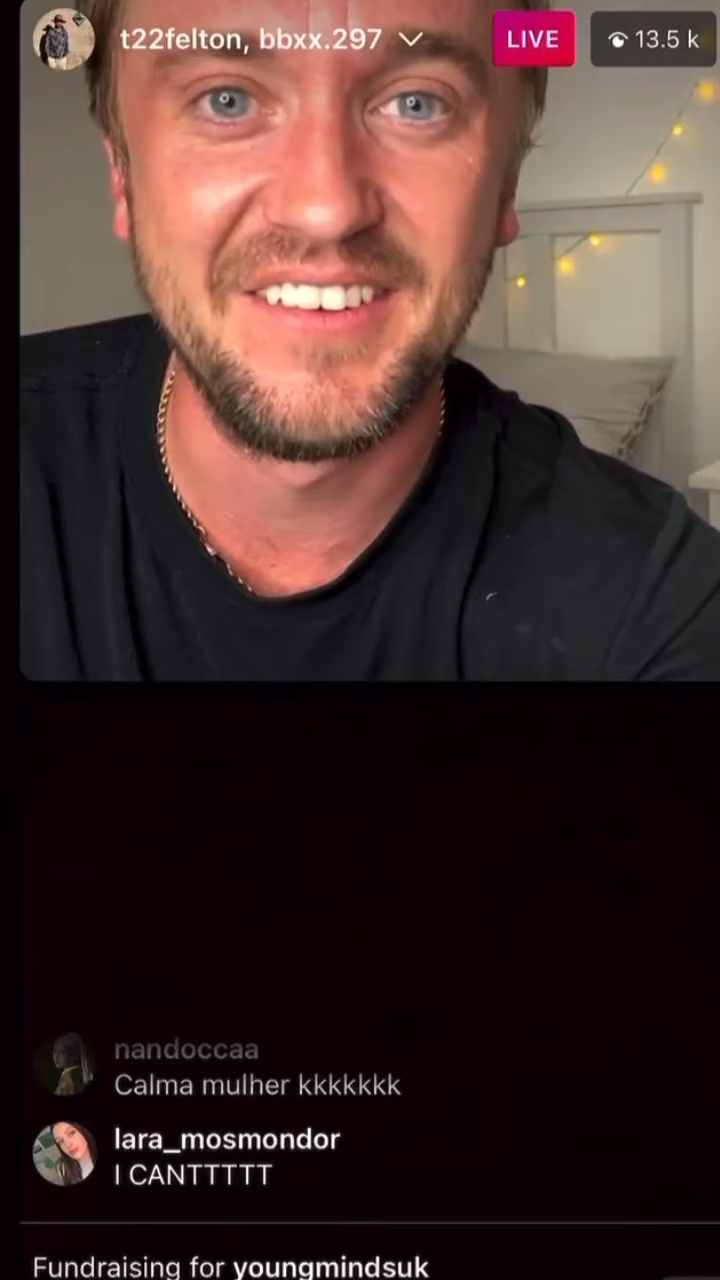 t22felton, bbxx.297
LIVE
13.5 k
nandoccaa
Calma mulher kkkkkkk
lara_mosmondor
I CANTTTTT
Fundraising for youngmindsuk